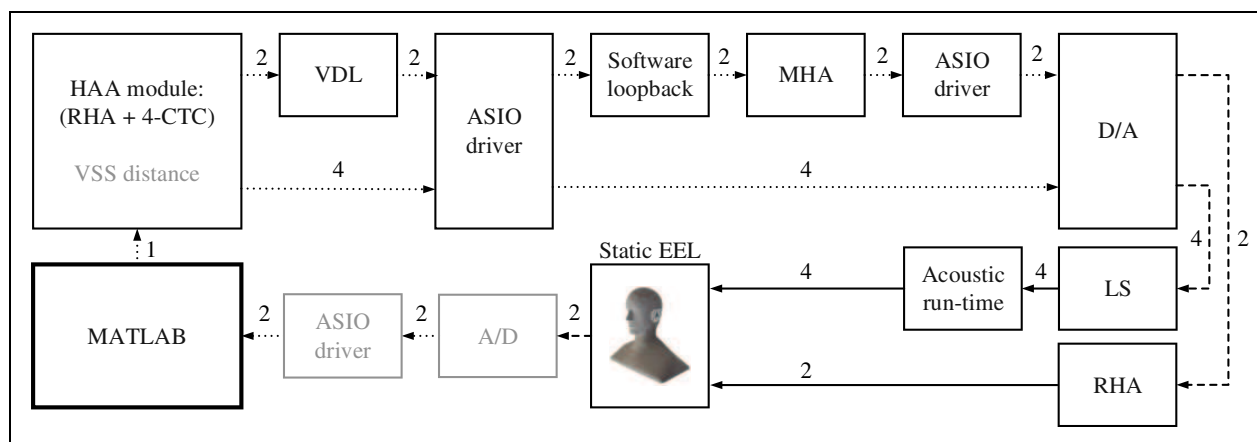 HAA module:
(RHA + 4-CTC)
VSS distance
2
VDL
2
ASIO
driver
2
Software
loopback
2
MHA
2
ASIO
driver
2
D/A
4
4
4
2
1
MATLAB
2
ASIO
driver
2
A/D
2
Static EEL
4
Acoustic
run-time
4
LS
2
RHA